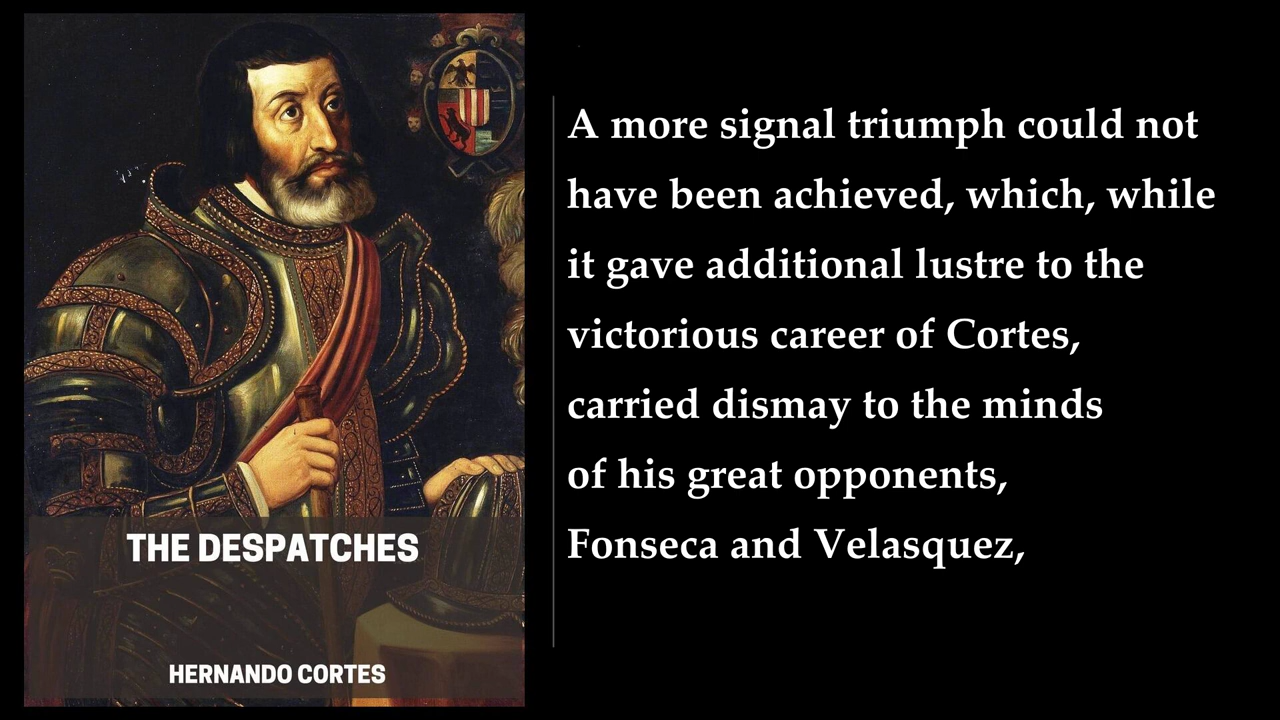 THE DESPATCHES
HERNANDO CORTES
A more signal triumph could not
have been achieved, which, while
it gave additional lustre to the
victorious career of Cortes,
carried dismay to the minds
of his great opponents,
Fonseca and Velasquez,